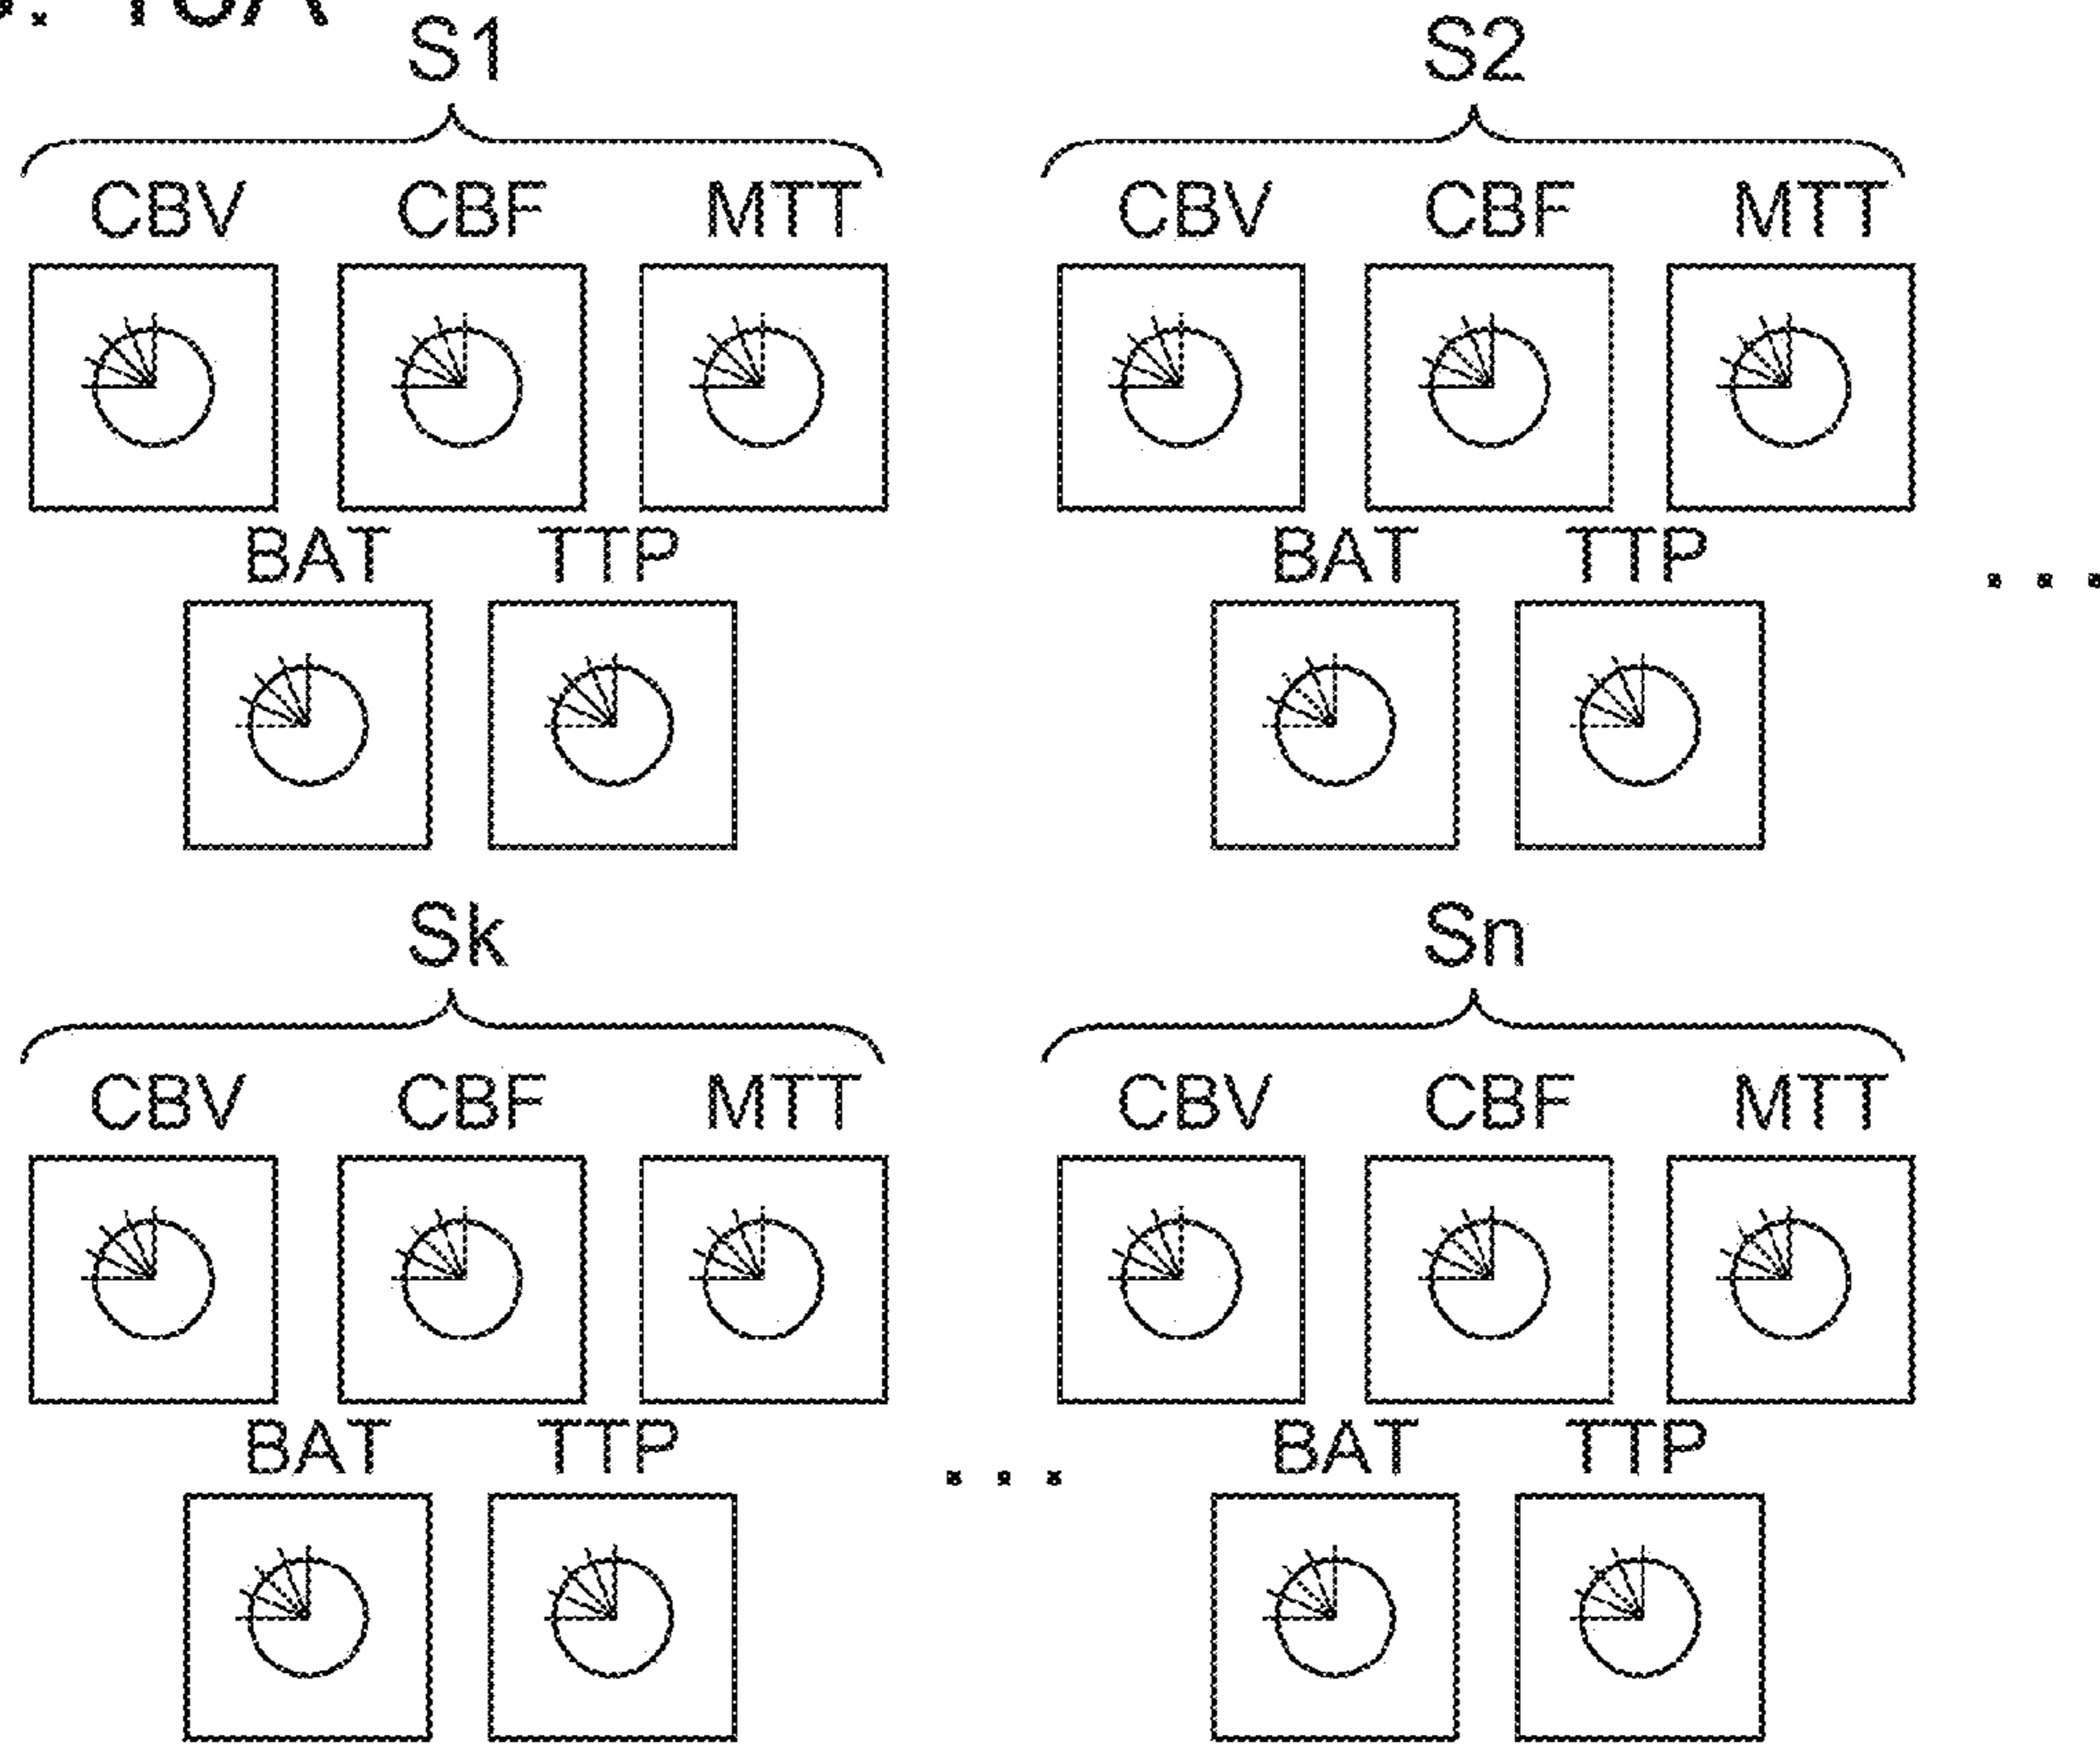 S1 S2
CBV CBF MTT CBV CBF MTT
BAT TTP BAT TTP
. . .
Sk Sn
CBV CBF MTT CBV CBF MTT
BAT TTP BAT TTP
. . .